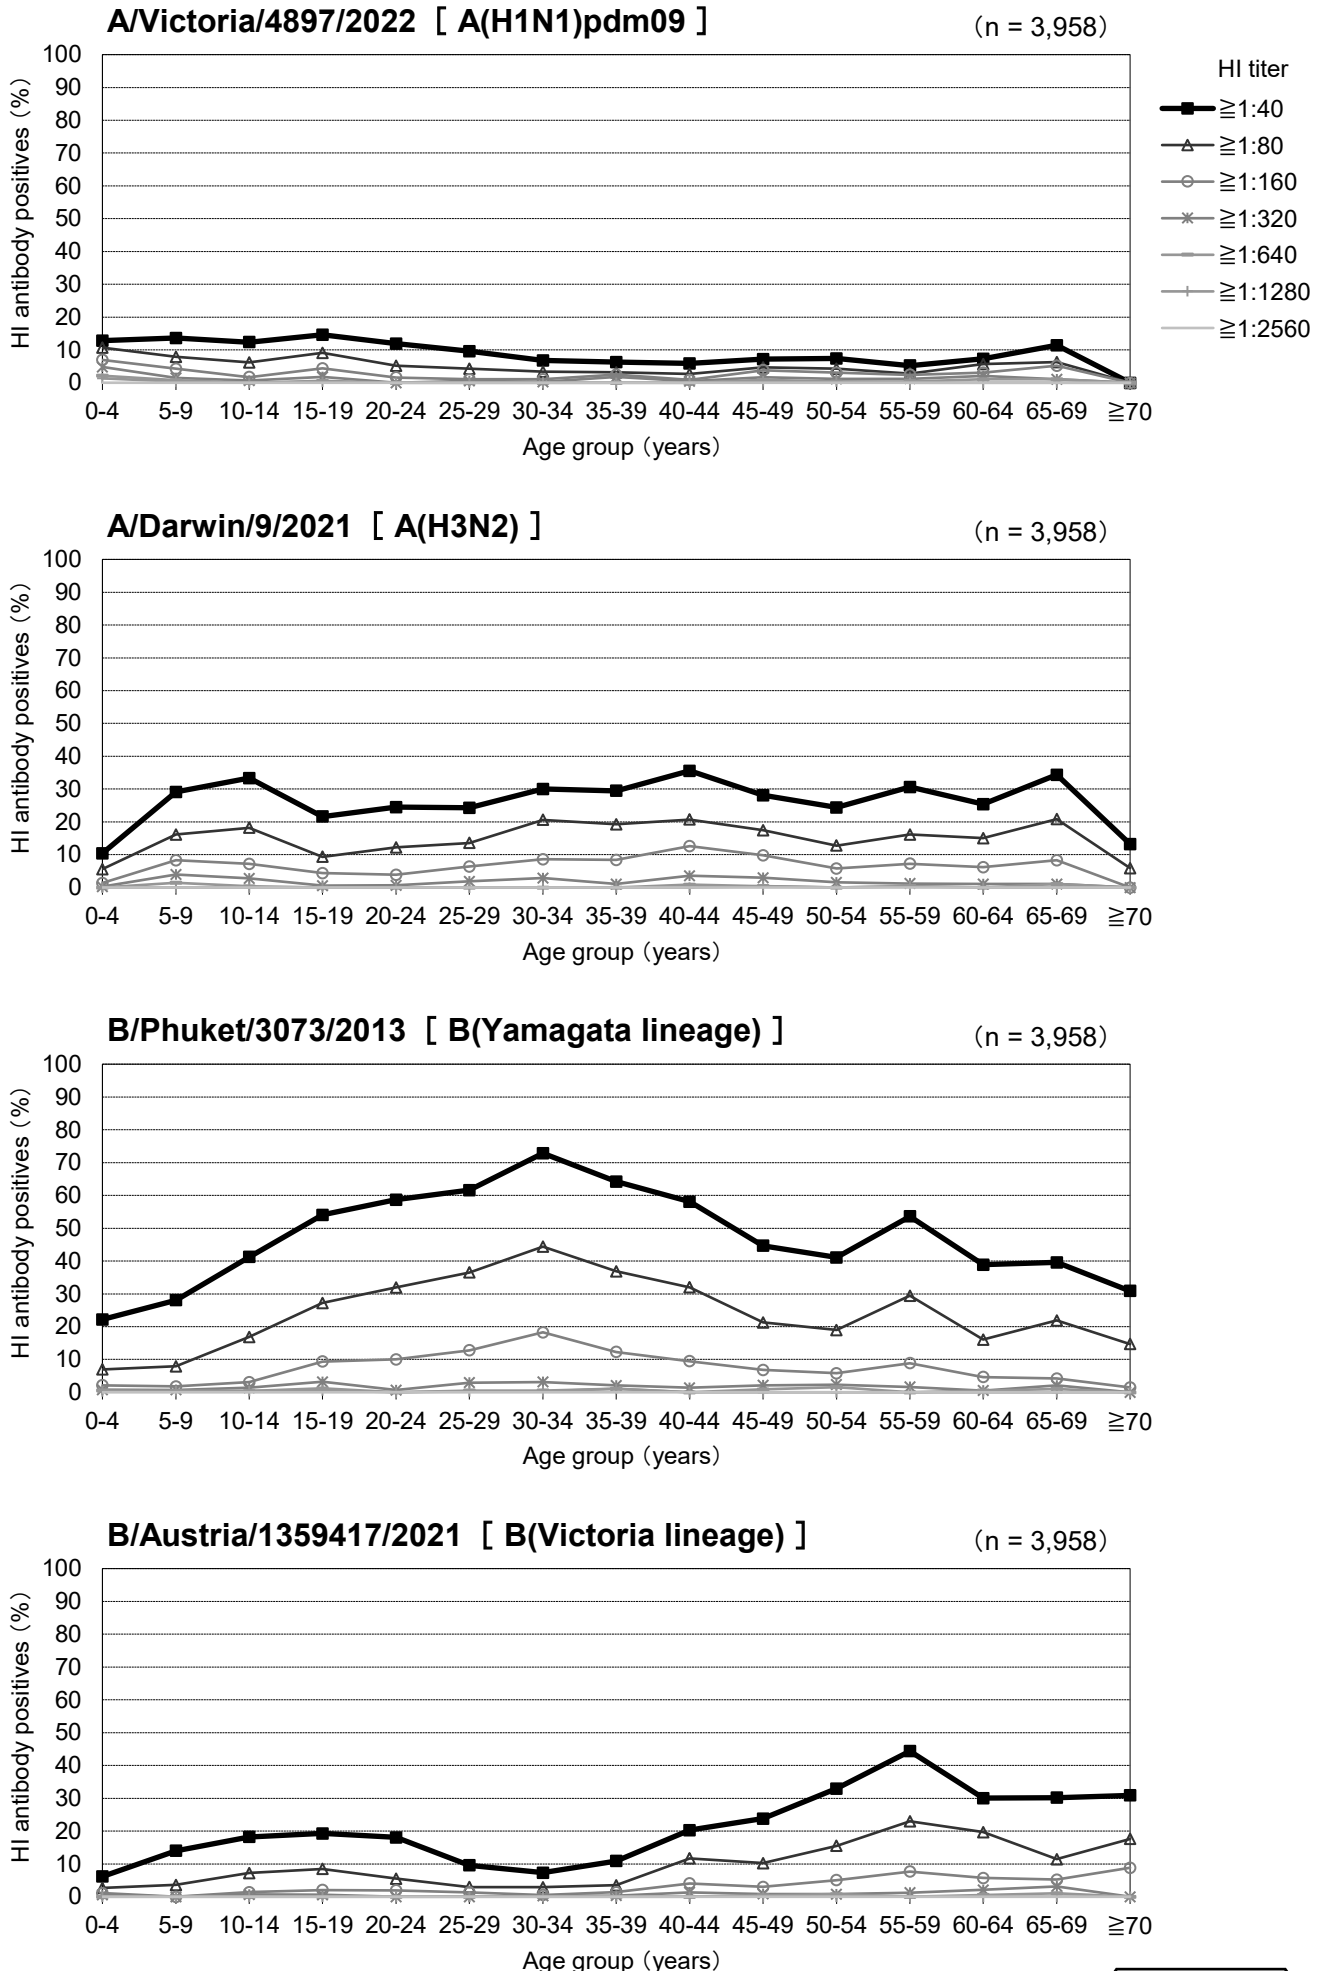 A/Victoria/4897/2022［ A(H1N1)pdm09 ］
（n = 3,958）
HI titer
≧1:40
≧1:80
≧1:160
≧1:320
≧1:640
≧1:1280
≧1:2560
HI antibody positives（%）
100
90
80
70
60
50
40
30
20
10
0
0-4 5-9 10-14 15-19 20-24 25-29 30-34 35-39 40-44 45-49 50-54 55-59 60-64 65-69 ≧70
Age group（years）
A/Darwin/9/2021［ A(H3N2) ］
（n = 3,958）
HI antibody positives（%）
100
90
80
70
60
50
40
30
20
10
0
0-4 5-9 10-14 15-19 20-24 25-29 30-34 35-39 40-44 45-49 50-54 55-59 60-64 65-69 ≧70
Age group（years）
B/Phuket/3073/2013［ B(Yamagata lineage) ］
（n = 3,958）
HI antibody positives（%）
100
90
80
70
60
50
40
30
20
10
0
0-4 5-9 10-14 15-19 20-24 25-29 30-34 35-39 40-44 45-49 50-54 55-59 60-64 65-69 ≧70
Age group（years）
B/Austria/1359417/2021［ B(Victoria lineage) ］
（n = 3,958）
HI antibody positives（%）
100
90
80
70
60
50
40
30
20
10
0
0-4 5-9 10-14 15-19 20-24 25-29 30-34 35-39 40-44 45-49 50-54 55-59 60-64 65-69 ≧70
Age group（years）